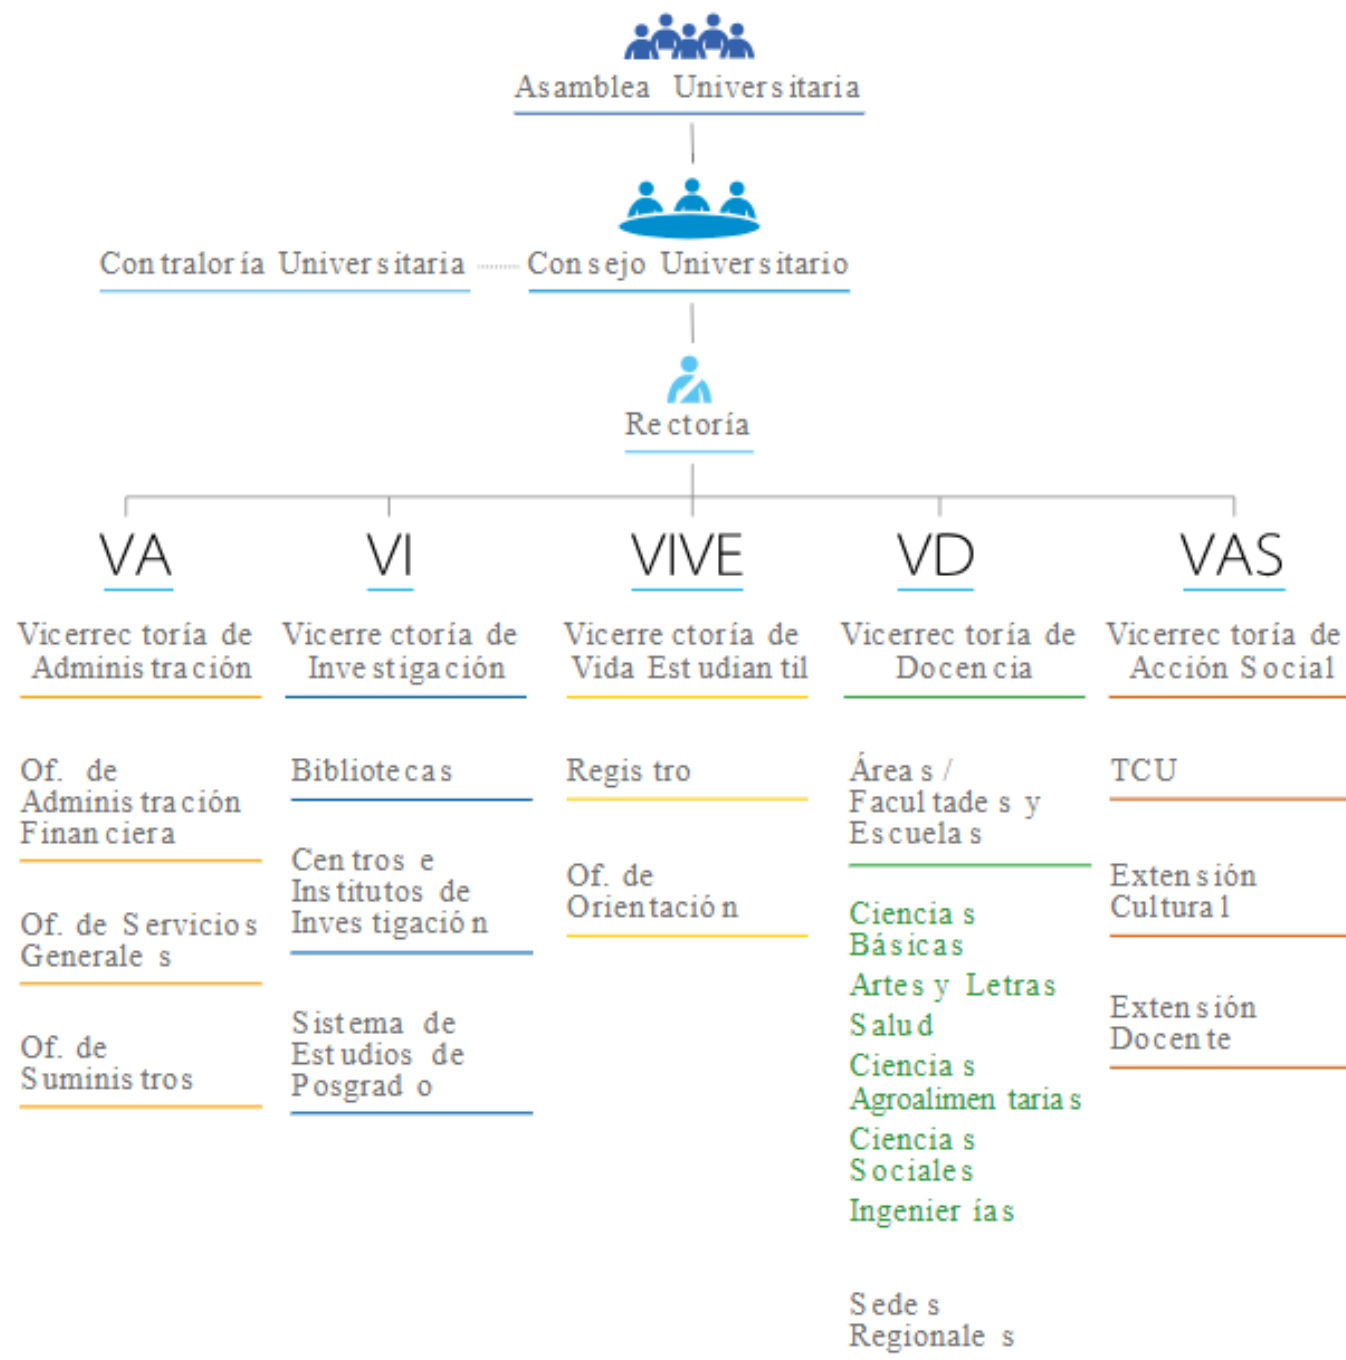 Asamblea Universitaria
Contraloría Universitaria
Consejo Universitario
Rectoría
VA
Vicerrectoría de
Administración
Of. de
Administración
Financiera
Of. de Servicios
Generales
Of. de
Suministros
VI
Vicerrectoría de
Investigación
Bibliotecas
Centros e
Institutos de
Investigación
Sistema de
Estudios de
Posgrado
VIVE
Vicerrectoría de
Vida Estudiantil
Registro
Of. de
Orientación
VD
Vicerrectoría de
Docencia
Áreas /
Facultades y
Escuelas
Ciencias
Básicas
Artes y Letras
Salud
Ciencias
Agroalimentarias
Ciencias
Sociales
Ingenierías
Sedes
Regionales
VAS
Vicerrectoría de
Acción Social
TCU
Extensión
Cultural
Extensión
Docente